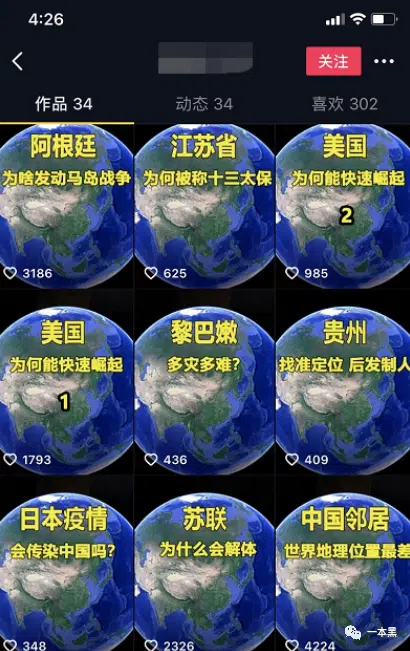 4:26
关注
作品 34
动态 34
喜欢 302
阿根廷
为啥发动马岛战争
3186
江苏省
为何被称十三太保
625
美国
为何能快速崛起
2
985
美国
为何能快速崛起
1
1793
黎巴嫩
多灾多难?
436
贵州
找准定位 后发制人
409
日本疫情
会传染中国吗?
348
苏联
为什么会解体
2326
中国邻居
世界地理位置最差
4224
一本黑